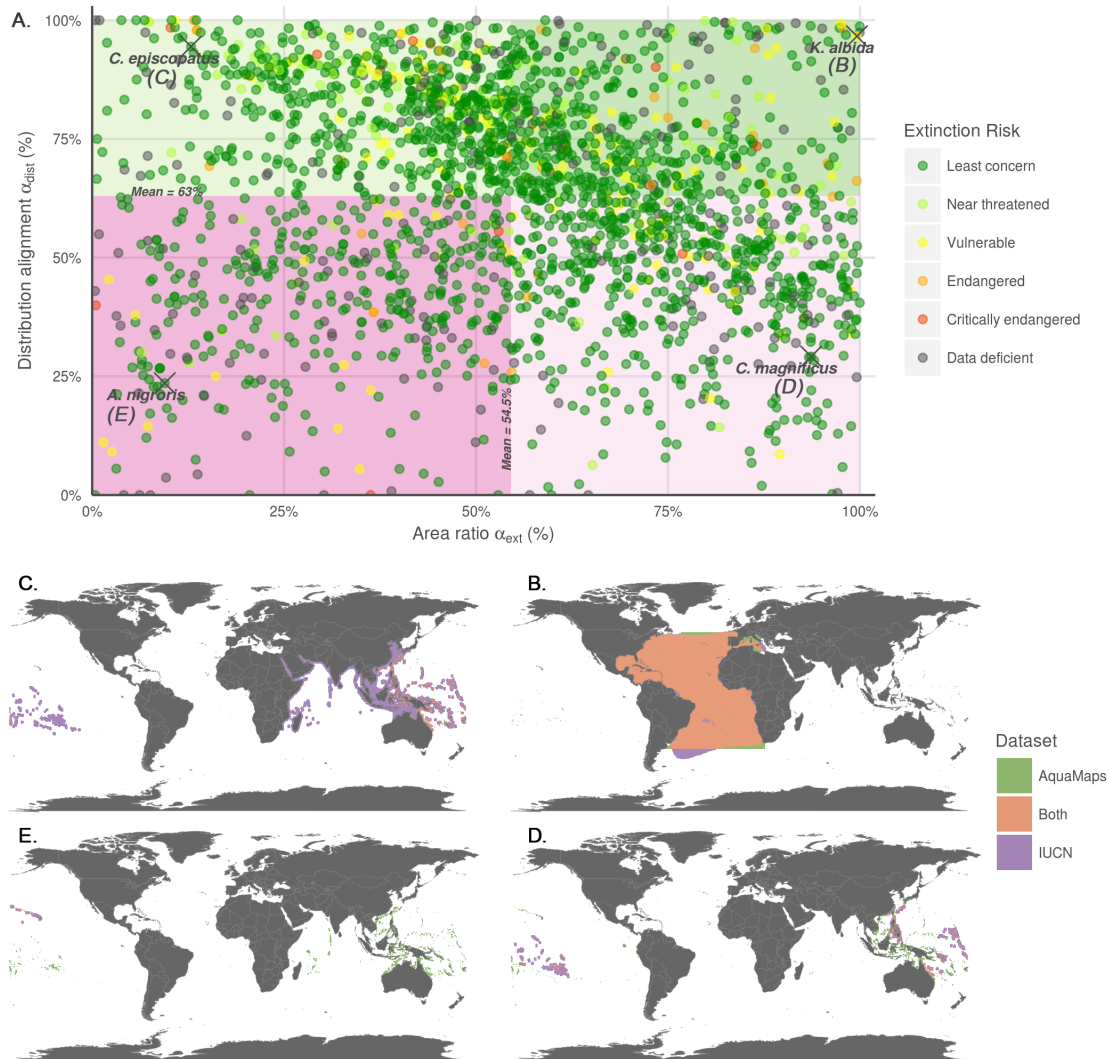 A.
100%
75%
50%
25%
0%
Distribution alignment αdist (%)
C. episcopatus
(C)
K. albida
(B)
Mean = 63%
A. nigroris
(E)
Mean = 54.5%
C. magnificus
(D)
0%
25%
50%
75%
100%
Area ratio αext (%)
Extinction Risk
Least concern
Near threatened
Vulnerable
Endangered
Critically endangered
Data deficient
C.
B.
E.
D.
Dataset
AquaMaps
Both
IUCN